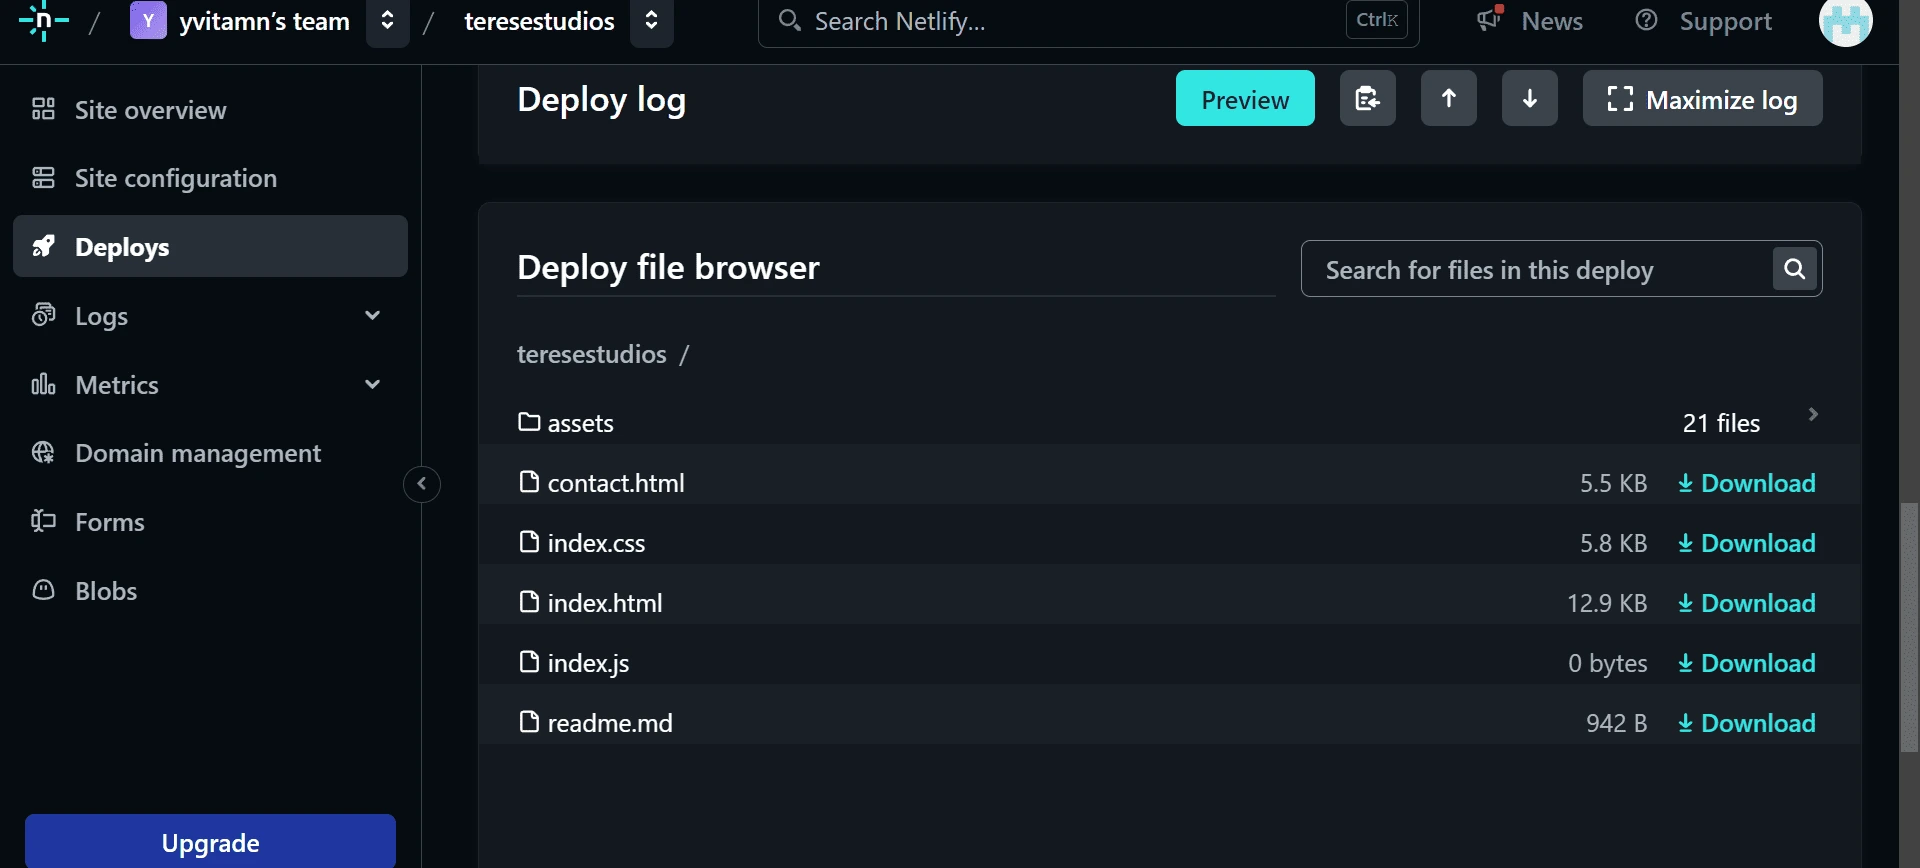 n / Y yvitamn's team / teresestudios Search Netlify... CtrlK News Support
Site overview
Site configuration
Deploys
Logs
Metrics
Domain management
Forms
Blobs
Upgrade
Deploy log Preview Maximize log
Deploy file browser Search for files in this deploy
teresestudios /
assets 21 files
contact.html 5.5 KB Download
index.css 5.8 KB Download
index.html 12.9 KB Download
index.js 0 bytes Download
readme.md 942 B Download